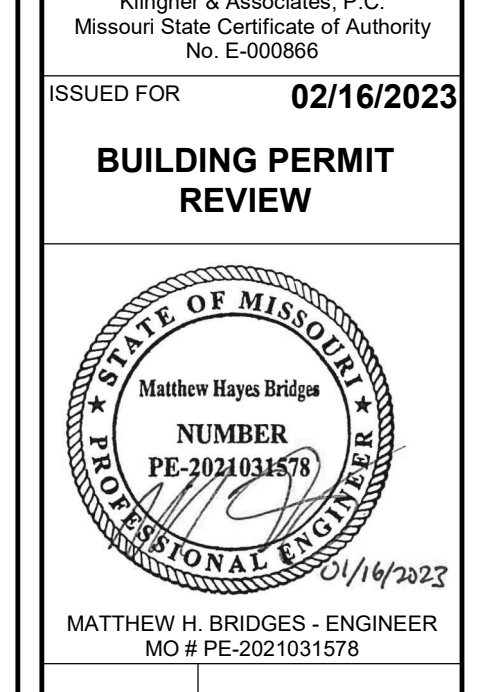 Klingner & Associates, P.C.
Missouri State Certificate of Authority
No. E-000866
ISSUED FOR 02/16/2023
BUILDING PERMIT
REVIEW
STATE OF MISSOURI
Matthew Hayes Bridges
NUMBER
PE-2021031578
PROFESSIONAL ENGINEER
01/16/2023
MATTHEW H. BRIDGES - ENGINEER
MO # PE-2021031578